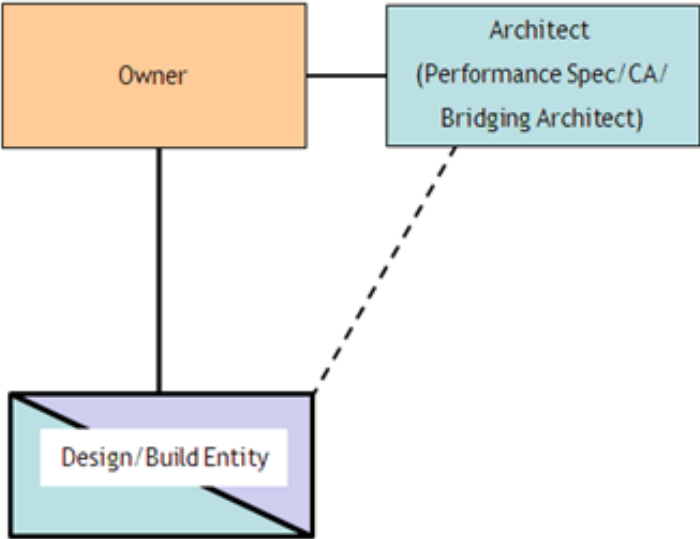 Owner
Architect
(Performance Spec/CA/
Bridging Architect)
Design/Build Entity